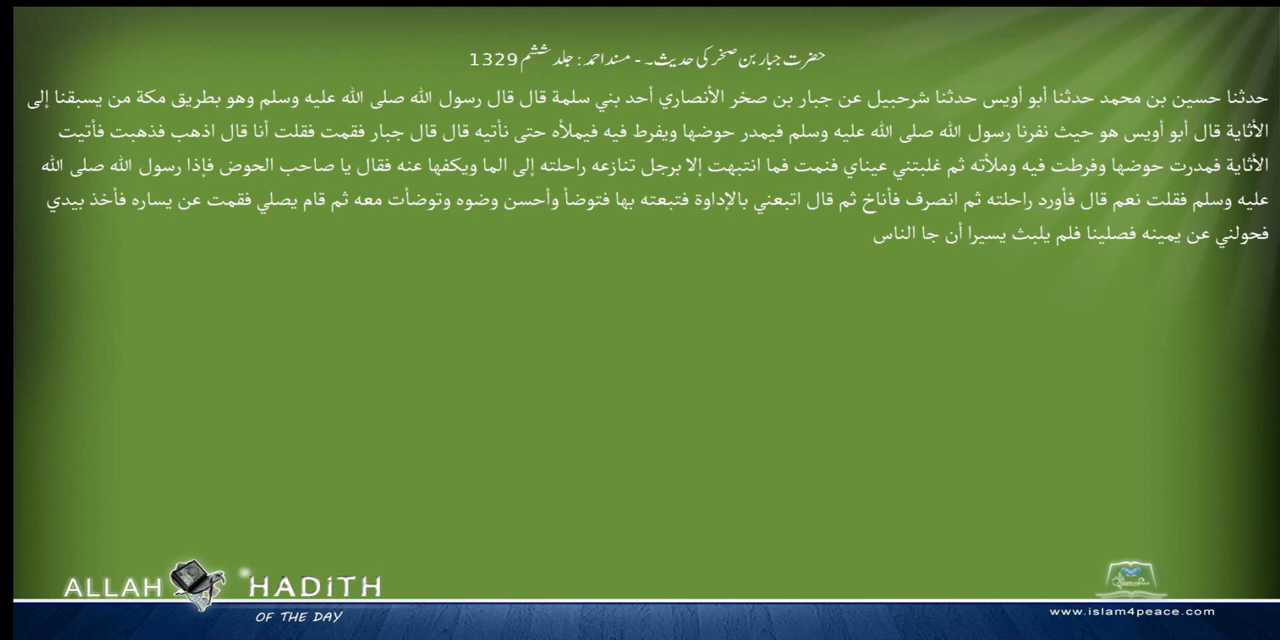 حضرت جبار بن صخر کی حدیث۔ - مسند احمد : جلد ششم 1329
حدثنا حسين بن محمد حدثنا أبو أويس حدثنا شرحبيل عن جبار بن صخر الأنصاري أحد بني سلمة قال قال رسول الله صلى الله عليه وسلم وهو بطريق مكة من يسبقنا إلى
الأثاية قال أبو أويس هو حيث نفرنا رسول الله صلى الله عليه وسلم فيمدر حوضها ويفرط فيه فيملأه حتى نأتيه قال قال جبار فقمت فقلت أنا قال اذهب فذهبت فأتيت
الأثاية فمدرت حوضها وفرطت فيه وملأته ثم غلبتني عيناي فنمت فما انتبهت إلا برجل تنازعه راحلته إلى الما ويكفها عنه فقال يا صاحب الحوض فإذا رسول الله صلى الله
عليه وسلم فقلت نعم قال فأورد راحلته ثم انصرف فأناخ ثم قال اتبعني بالإداوة فتبعته بها فتوضأ وأحسن وضوه وتوضأت معه ثم قام يصلي فقمت عن يساره فأخذ بيدي
فحولني عن يمينه فصلينا فلم يلبث يسيرا أن جا الناس
ALLAH HADITH
OF THE DAY
www.islam4peace.com